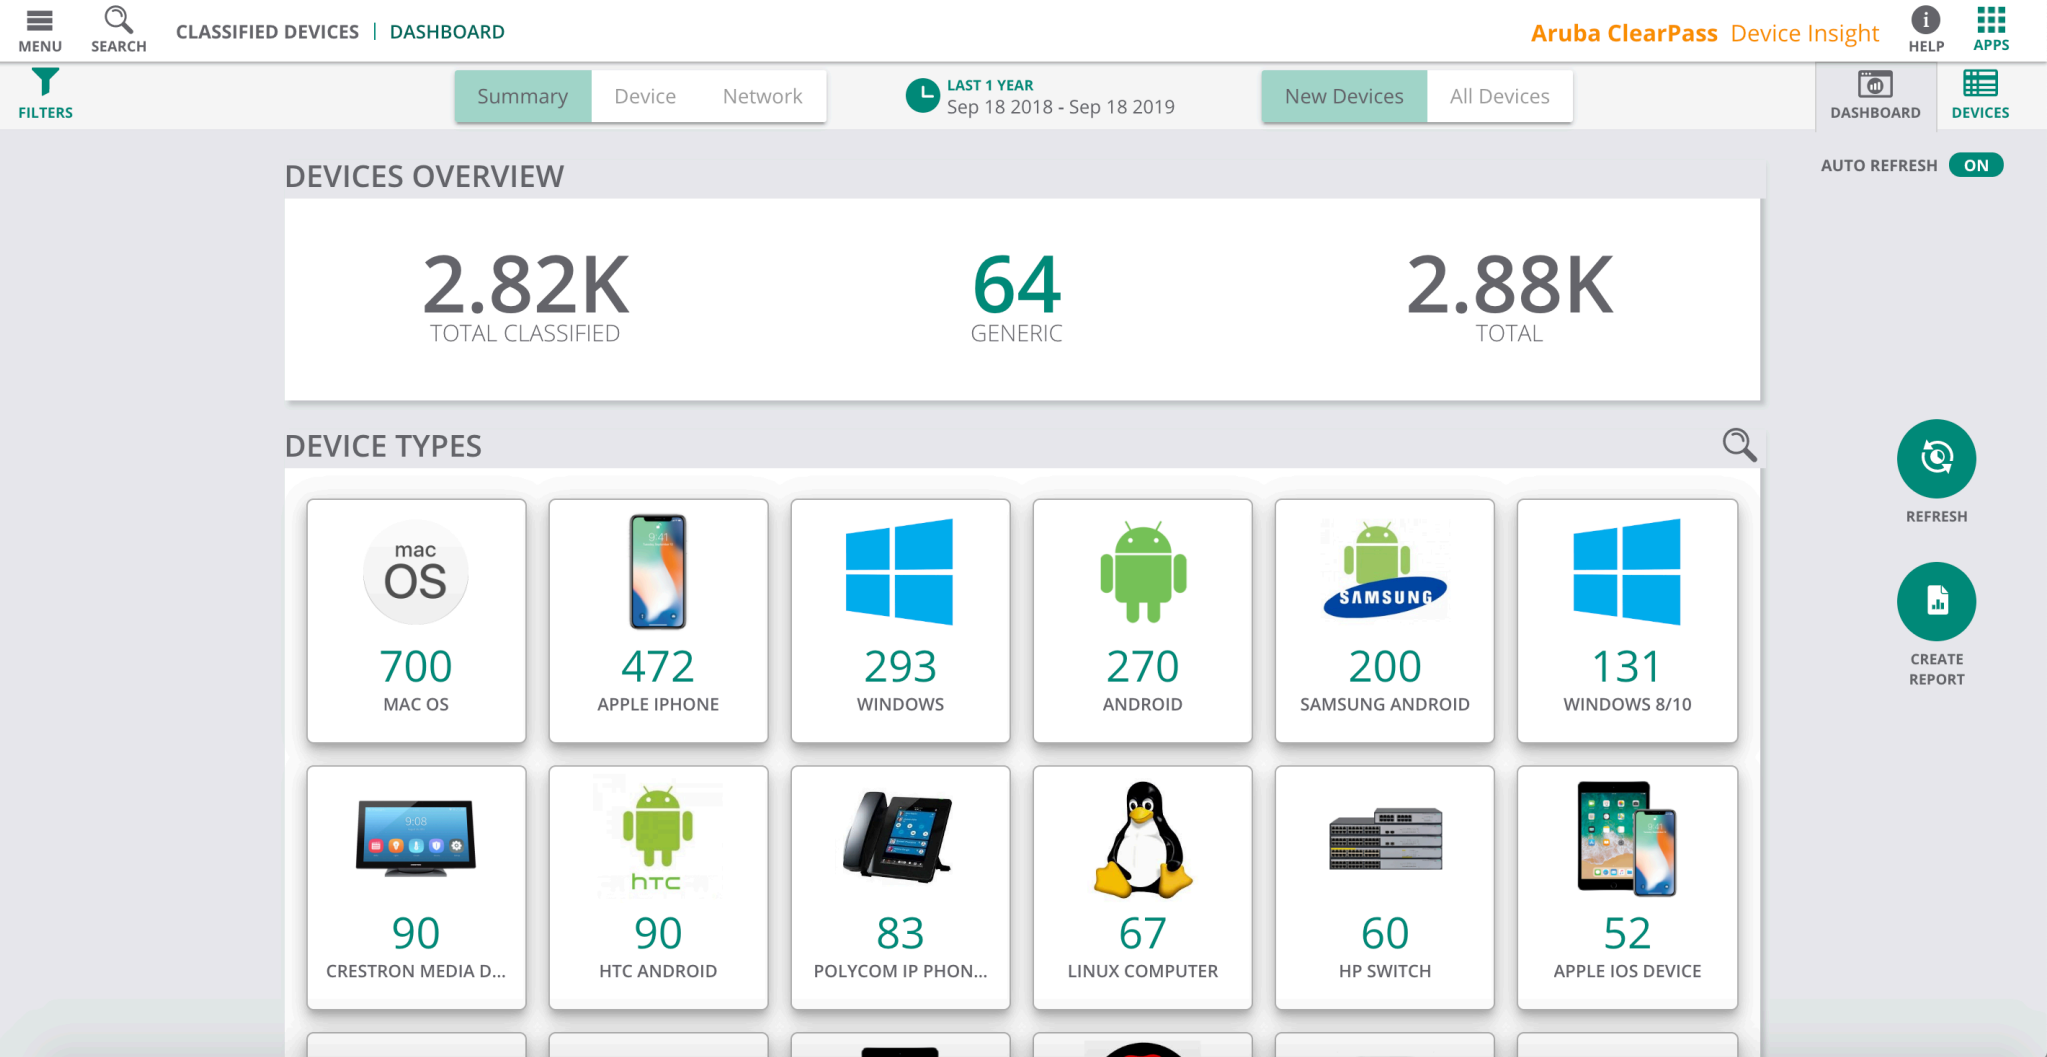 MENU
SEARCH
CLASSIFIED DEVICES | DASHBOARD
Aruba ClearPass Device Insight
HELP
APPS
FILTERS
Summary
Device
Network
LAST 1 YEAR
Sep 18 2018 - Sep 18 2019
New Devices
All Devices
DASHBOARD
DEVICES
AUTO REFRESH ON
DEVICES OVERVIEW
2.82K
TOTAL CLASSIFIED
64
GENERIC
2.88K
TOTAL
DEVICE TYPES
REFRESH
CREATE
REPORT
mac
OS
700
MAC OS
9:41
472
APPLE IPHONE
293
WINDOWS
270
ANDROID
SAMSUNG
200
SAMSUNG ANDROID
131
WINDOWS 8/10
9:08
90
CRESTRON MEDIA D...
hTC
90
HTC ANDROID
83
POLYCOM IP PHON...
67
LINUX COMPUTER
60
HP SWITCH
52
APPLE IOS DEVICE